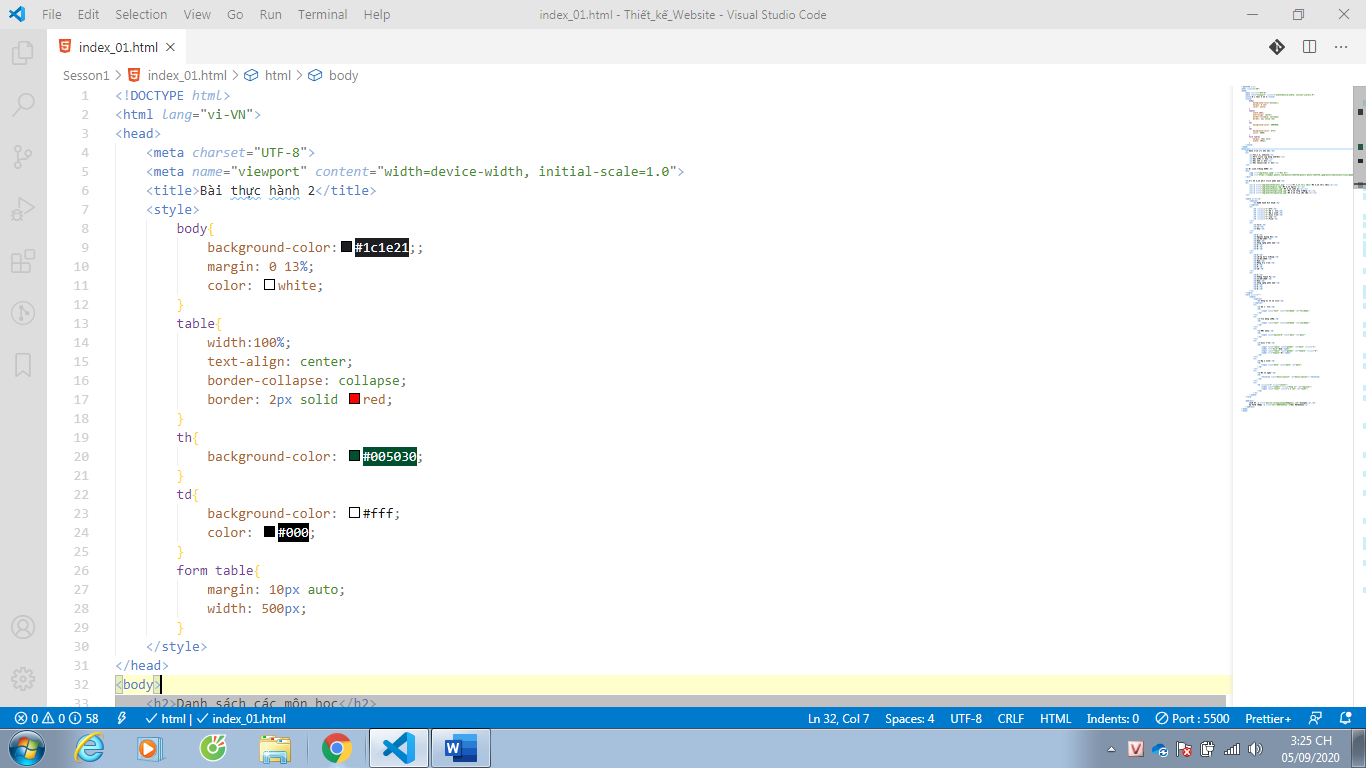 File Edit Selection View Go Run Terminal Help index_01.html - Thiết_kế_Website - Visual Studio Code
index_01.html
Sesson1 > index_01.html > html > body
1 <!DOCTYPE html>
2 <html lang="vi-VN">
3 <head>
4 <meta charset="UTF-8">
5 <meta name="viewport" content="width=device-width, initial-scale=1.0">
6 <title>Bài thực hành 2</title>
7 <style>
8 body{
9 background-color: #1c1e21;;
10 margin: 0 13%;
11 color: white;
12 }
13 table{
14 width:100%;
15 text-align: center;
16 border-collapse: collapse;
17 border: 2px solid red;
18 }
19 th{
20 background-color: #005030;
21 }
22 td{
23 background-color: #fff;
24 color: #000;
25 }
26 form table{
27 margin: 10px auto;
28 width: 500px;
29 }
30 </style>
31 </head>
32 <body>
33 <h2>Danh sách các môn học</h2>
0 0 58 html | index_01.html Ln 32, Col 7 Spaces: 4 UTF-8 CRLF HTML Indents: 0 Port : 5500 Prettier+
3:25 CH
05/09/2020